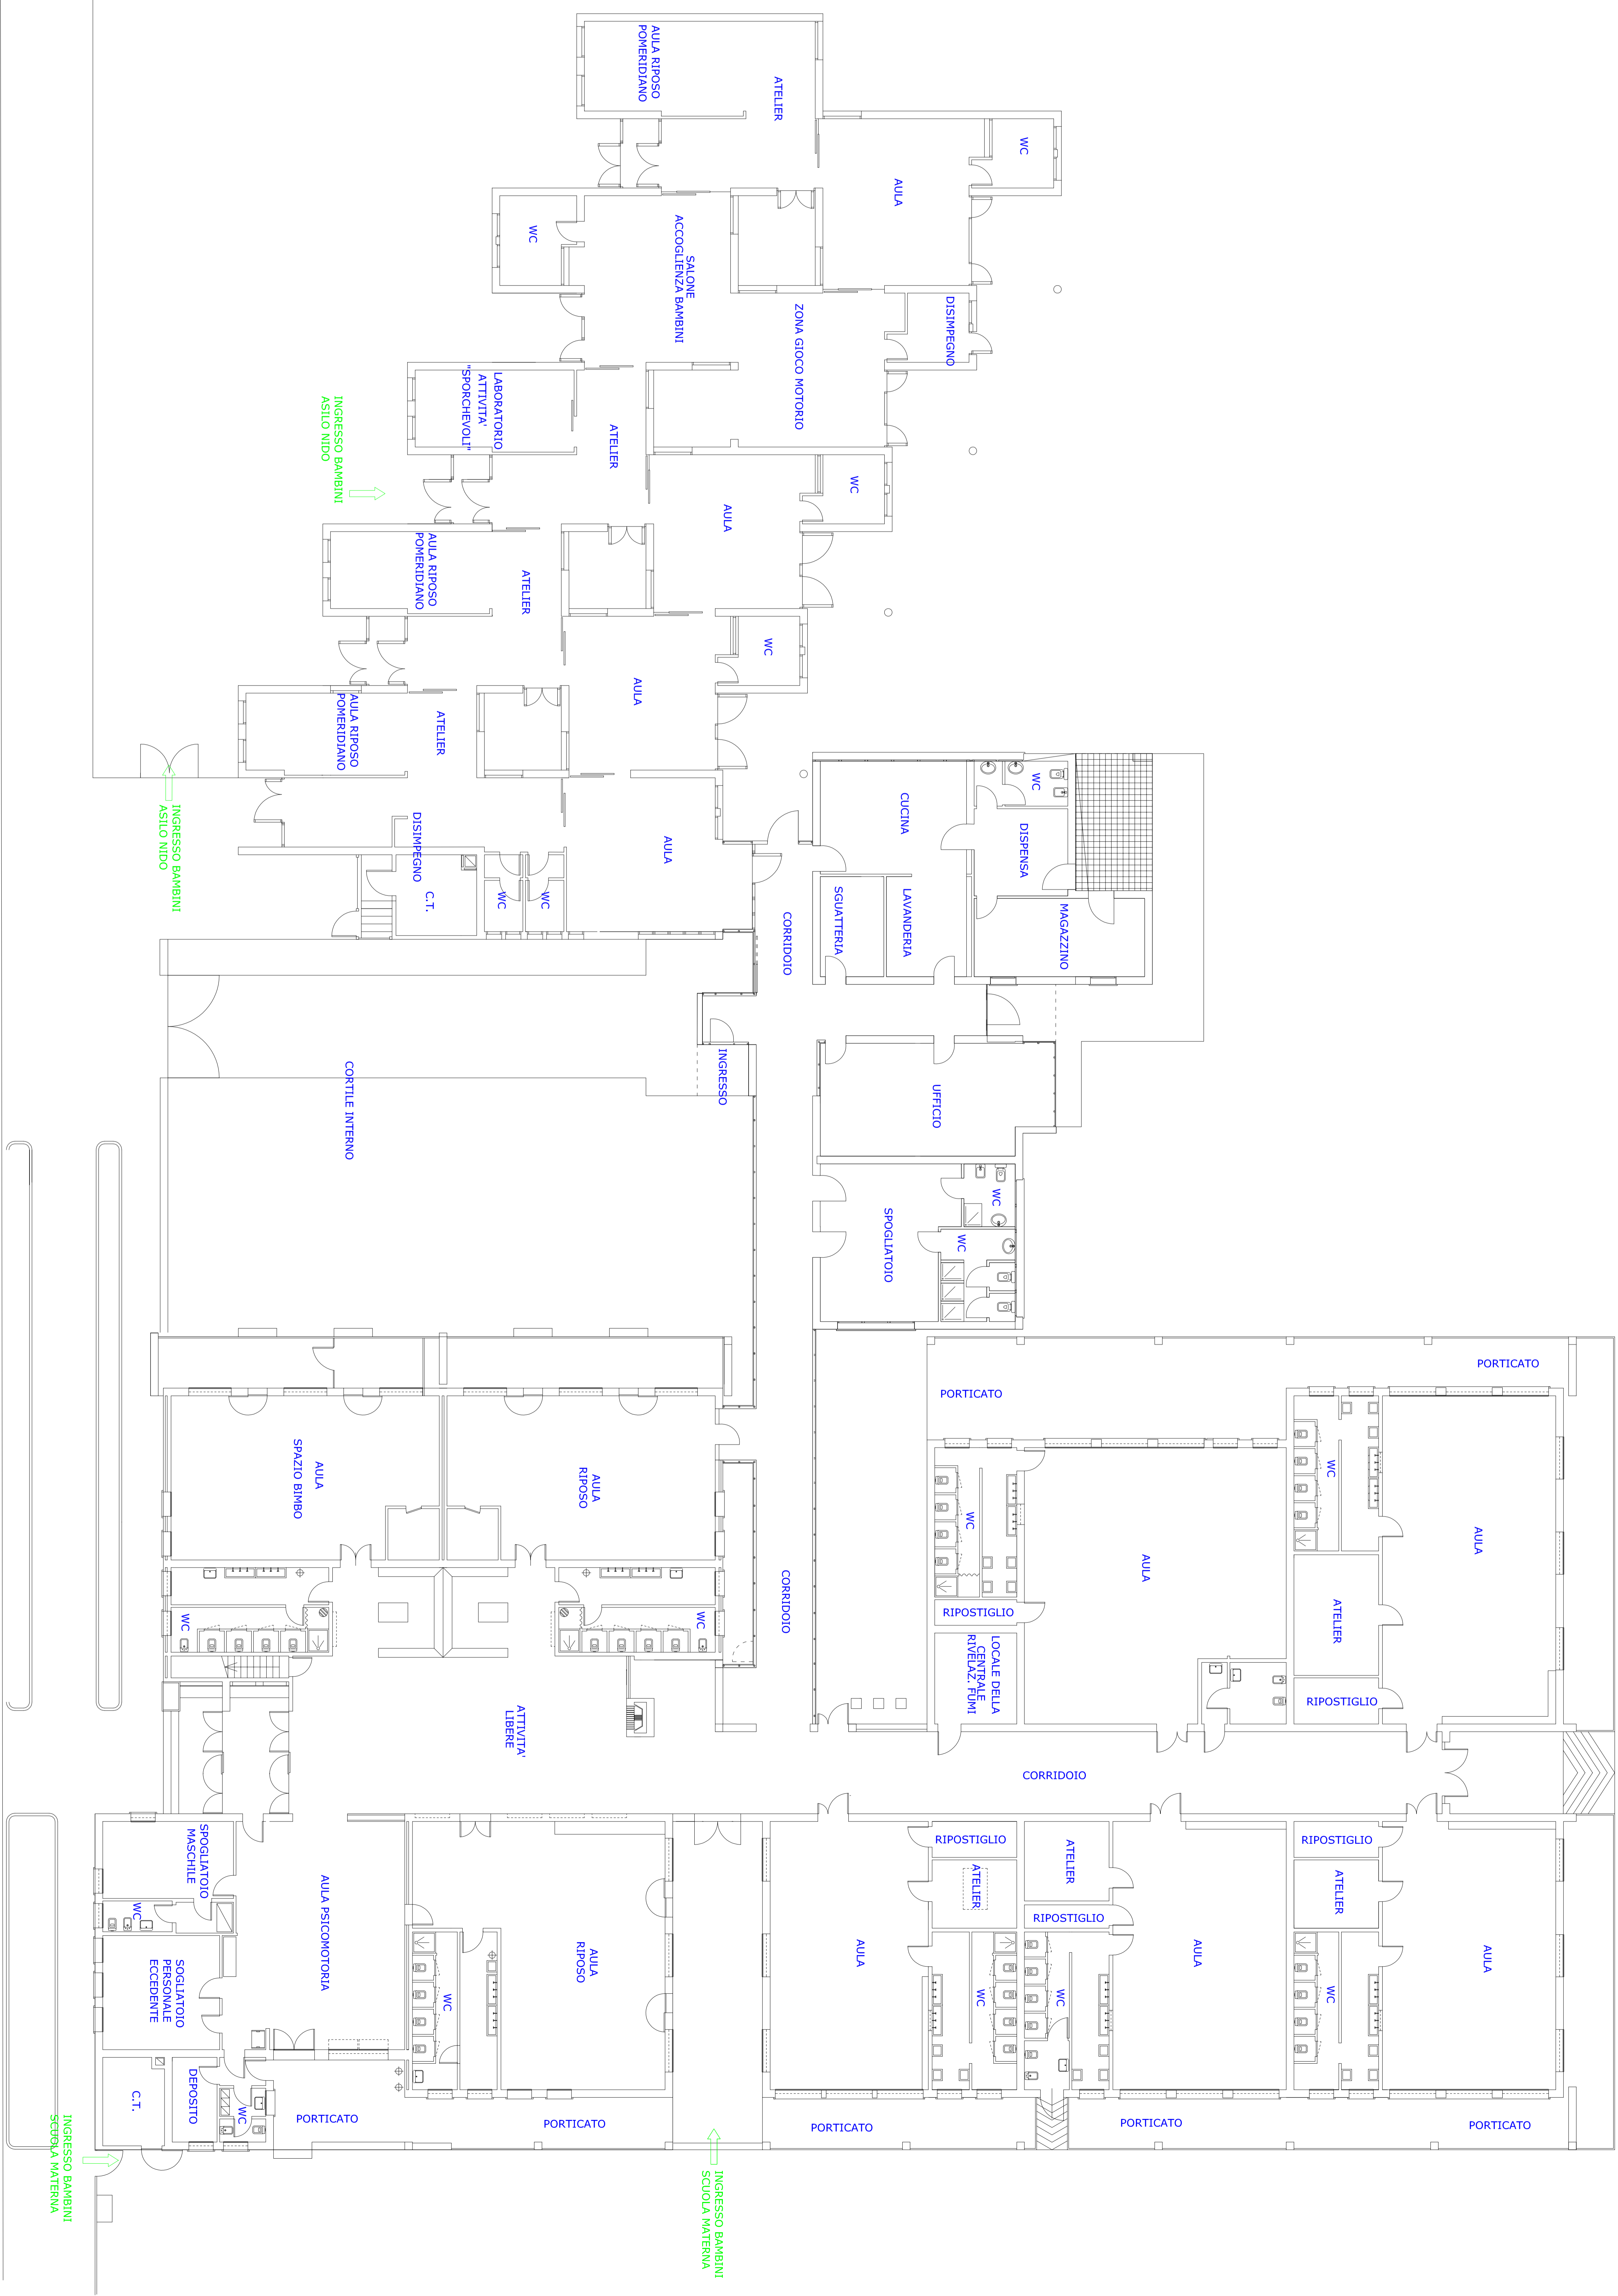 AULA RIPOSO
POMERIDIANO
ATELIER
WC
AULA
WC
SALONE
ACCOGLIENZA BAMBINI
ZONA GIOCO MOTORIO
DISIMPEGNO
LABORATORIO
ATTIVITA'
"SPORCHEVOLI"
INGRESSO BAMBINI
ASILO NIDO
ATELIER
WC
AULA
AULA RIPOSO
POMERIDIANO
ATELIER
WC
AULA
AULA RIPOSO
POMERIDIANO
ATELIER
INGRESSO BAMBINI
ASILO NIDO
DISIMPEGNO
C.T.
WC
WC
AULA
CORRIDOIO
CUCINA
WC
DISPENSA
SGUATTERIA
LAVANDERIA
MAGAZZINO
CORTILE INTERNO
INGRESSO
UFFICIO
SPOGLIATOIO
WC
WC
PORTICATO
PORTICATO
AULA
SPAZIO BIMBO
AULA
RIPOSO
WC
WC
CORRIDOIO
WC
RIPOSTIGLIO
LOCALE DELLA
CENTRALE
RIVELAZ. FUMI
AULA
WC
ATELIER
RIPOSTIGLIO
AULA
ATTIVITA'
LIBERE
CORRIDOIO
SPOGLIATOIO
MASCHILE
WC
SOGLIATOIO
PERSONALE
ECCEDENTE
AULA PSICOMOTORIA
C.T.
DEPOSITO
WC
PORTICATO
WC
AULA
RIPOSO
PORTICATO
AULA
RIPOSTIGLIO
ATELIER
WC
PORTICATO
ATELIER
RIPOSTIGLIO
WC
AULA
PORTICATO
RIPOSTIGLIO
ATELIER
WC
AULA
PORTICATO
INGRESSO BAMBINI
SCUOLA MATERNA
INGRESSO BAMBINI
SCUOLA MATERNA